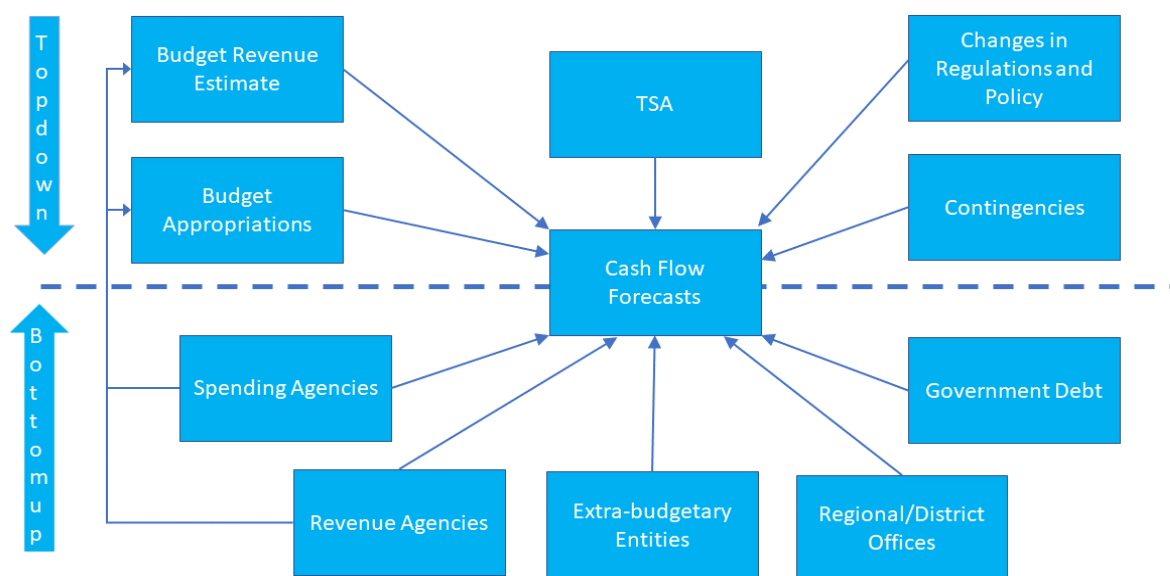 Topdown
Budget Revenue
Estimate
TSA
Changes in
Regulations and
Policy
Budget
Appropriations
Contingencies
Cash Flow
Forecasts
Bottomup
Spending Agencies
Government Debt
Revenue Agencies
Extra-budgetary
Entities
Regional/District
Offices